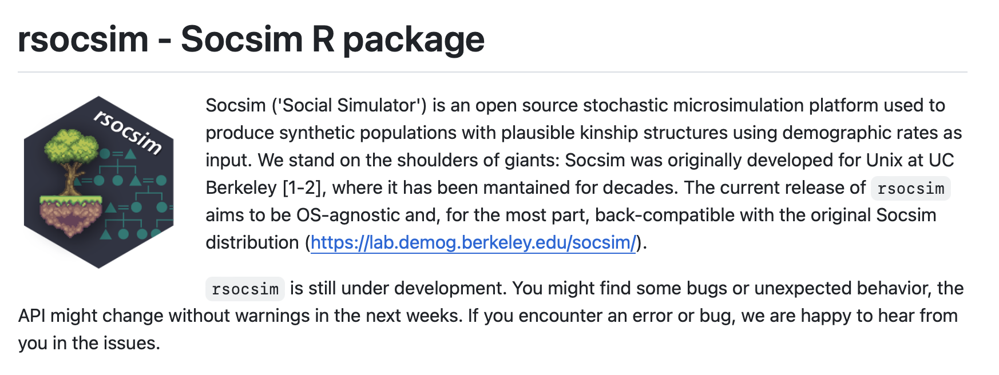 rsocsim - Socsim R package
rsocsim
Socsim ('Social Simulator') is an open source stochastic microsimulation platform used to
produce synthetic populations with plausible kinship structures using demographic rates as
input. We stand on the shoulders of giants: Socsim was originally developed for Unix at UC
Berkeley [1-2], where it has been mantained for decades. The current release of rsocsim
aims to be OS-agnostic and, for the most part, back-compatible with the original Socsim
distribution (https://lab.demog.berkeley.edu/socsim/).
rsocsim is still under development. You might find some bugs or unexpected behavior, the
API might change without warnings in the next weeks. If you encounter an error or bug, we are happy to hear from
you in the issues.